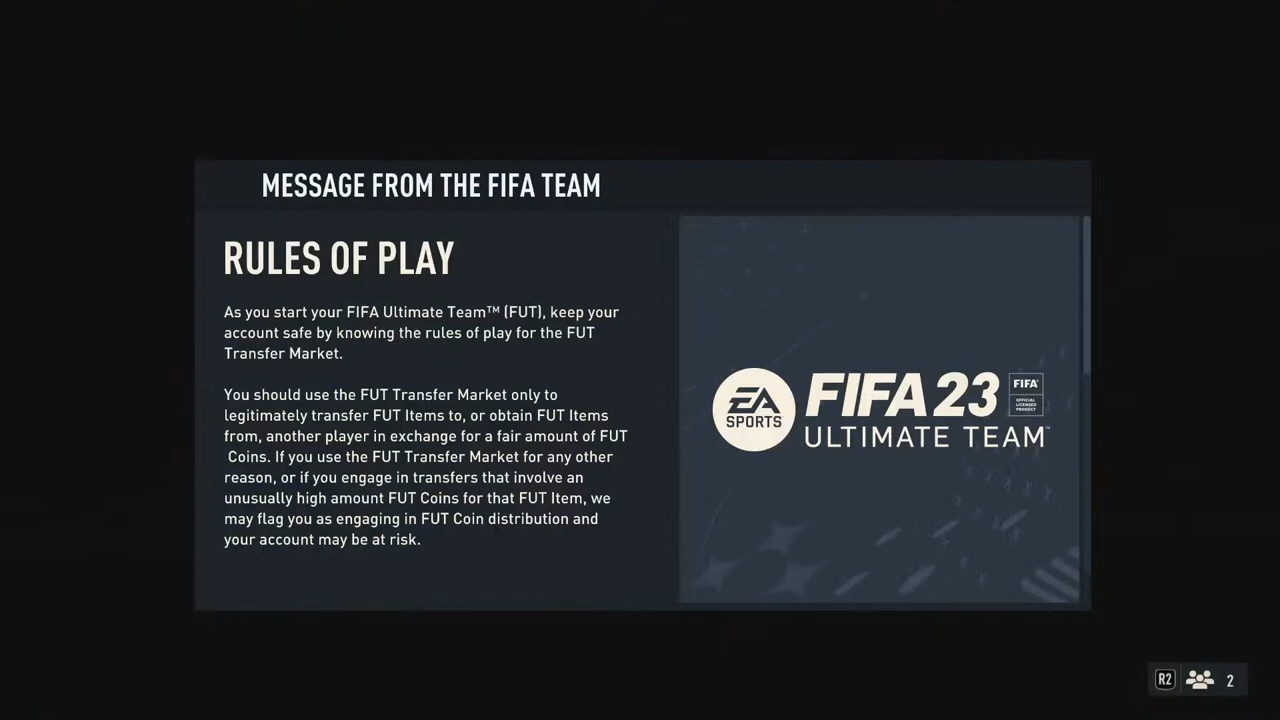 MESSAGE FROM THE FIFA TEAM
RULES OF PLAY
As you start your FIFA Ultimate Team™ (FUT), keep your
account safe by knowing the rules of play for the FUT
Transfer Market.
You should use the FUT Transfer Market only to
legitimately transfer FUT Items to, or obtain FUT Items
from, another player in exchange for a fair amount of FUT
Coins. If you use the FUT Transfer Market for any other
reason, or if you engage in transfers that involve an
unusually high amount FUT Coins for that FUT Item, we
may flag you as engaging in FUT Coin distribution and
your account may be at risk.
EA
SPORTS
FIFA 23
ULTIMATE TEAM™
FIFA
OFFICIAL
LICENSED
PRODUCT
R2
2